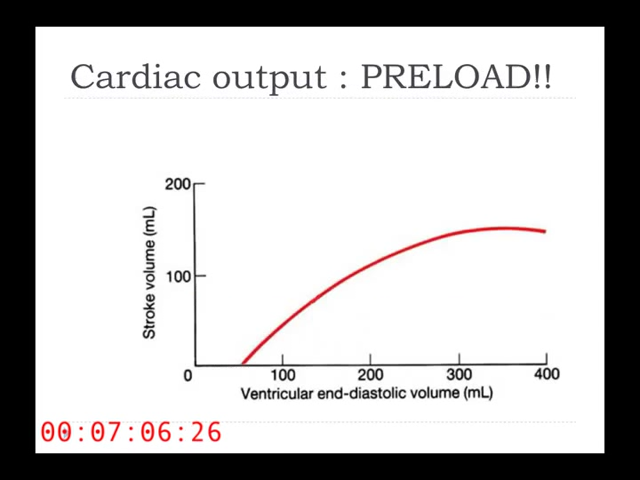 Cardiac output : PRELOAD!!
200
100
Stroke volume (mL)
0 100 200 300 400
Ventricular end-diastolic volume (mL)
00:07:06:26